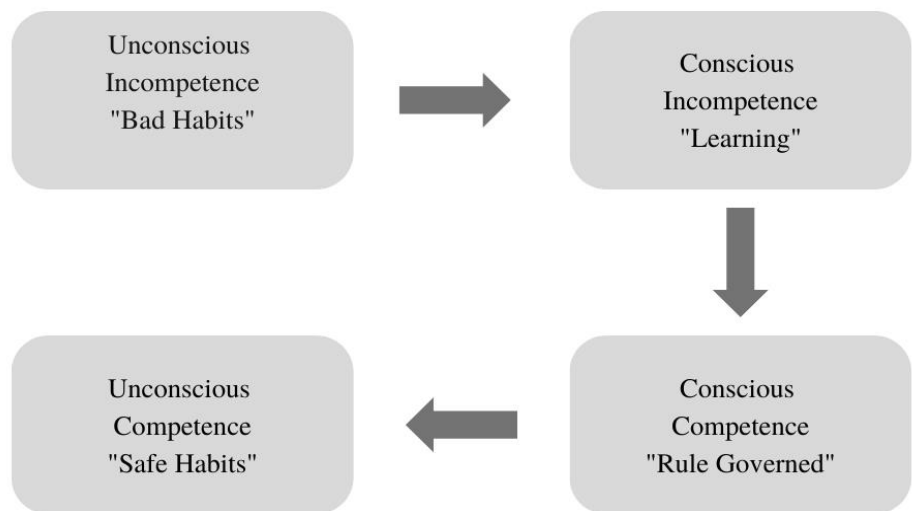 Unconscious
Incompetence
"Bad Habits"
Conscious
Incompetence
"Learning"
Conscious
Competence
"Rule Governed"
Unconscious
Competence
"Safe Habits"